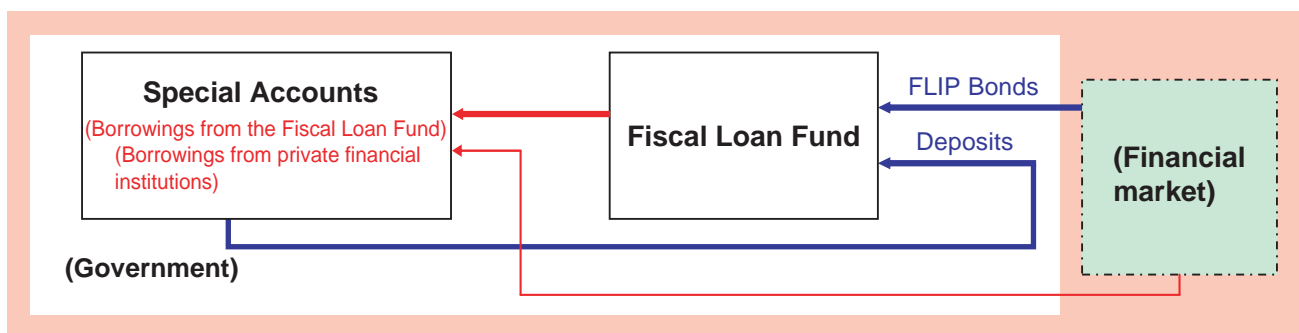 Special Accounts
(Borrowings from the Fiscal Loan Fund)
(Borrowings from private financial
institutions)
(Government)
Fiscal Loan Fund
FLIP Bonds
Deposits
(Financial
market)